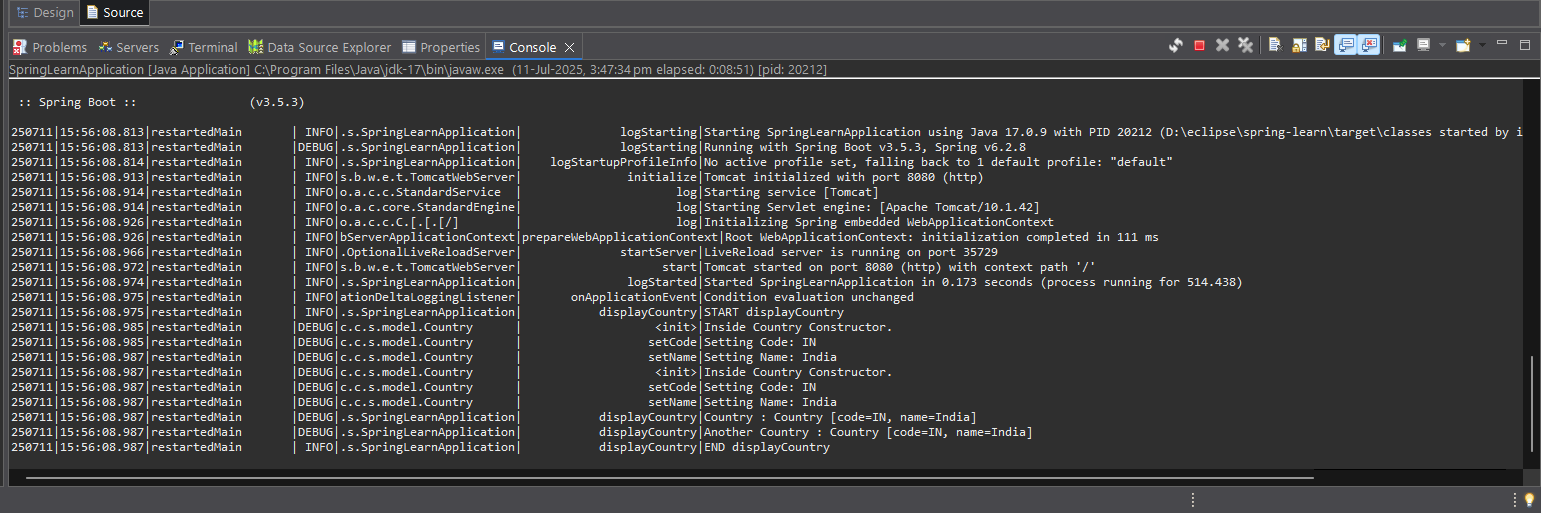 Design Source
Problems Servers Terminal Data Source Explorer Properties Console
SpringLearnApplication [Java Application] C:\Program Files\Java\jdk-17\bin\javaw.exe (11-Jul-2025, 3:47:34 pm elapsed: 0:08:51) [pid: 20212]
:: Spring Boot :: (v3.5.3)
250711|15:56:08.813|restartedMain | INFO|.s.SpringLearnApplication| logStarting|Starting SpringLearnApplication using Java 17.0.9 with PID 20212 (D:\eclipse\spring-learn\target\classes started by i
250711|15:56:08.813|restartedMain |DEBUG|.s.SpringLearnApplication| logStarting|Running with Spring Boot v3.5.3, Spring v6.2.8
250711|15:56:08.814|restartedMain | INFO|.s.SpringLearnApplication| logStartupProfileInfo|No active profile set, falling back to 1 default profile: "default"
250711|15:56:08.913|restartedMain | INFO|s.b.w.e.t.TomcatWebServer| initialize|Tomcat initialized with port 8080 (http)
250711|15:56:08.914|restartedMain | INFO|o.a.c.c.StandardService | log|Starting service [Tomcat]
250711|15:56:08.914|restartedMain | INFO|o.a.c.core.StandardEngine| log|Starting Servlet engine: [Apache Tomcat/10.1.42]
250711|15:56:08.926|restartedMain | INFO|o.a.c.c.C.[.[.[/] | log|Initializing Spring embedded WebApplicationContext
250711|15:56:08.926|restartedMain | INFO|bServerApplicationContext|prepareWebApplicationContext|Root WebApplicationContext: initialization completed in 111 ms
250711|15:56:08.966|restartedMain | INFO|.OptionalLiveReloadServer| startServer|LiveReload server is running on port 35729
250711|15:56:08.972|restartedMain | INFO|s.b.w.e.t.TomcatWebServer| start|Tomcat started on port 8080 (http) with context path '/'
250711|15:56:08.974|restartedMain | INFO|.s.SpringLearnApplication| logStarted|Started SpringLearnApplication in 0.173 seconds (process running for 514.438)
250711|15:56:08.975|restartedMain | INFO|ationDeltaLoggingListener| onApplicationEvent|Condition evaluation unchanged
250711|15:56:08.975|restartedMain | INFO|.s.SpringLearnApplication| displayCountry|START displayCountry
250711|15:56:08.985|restartedMain |DEBUG|c.c.s.model.Country | <init>|Inside Country Constructor.
250711|15:56:08.985|restartedMain |DEBUG|c.c.s.model.Country | setCode|Setting Code: IN
250711|15:56:08.987|restartedMain |DEBUG|c.c.s.model.Country | setName|Setting Name: India
250711|15:56:08.987|restartedMain |DEBUG|c.c.s.model.Country | <init>|Inside Country Constructor.
250711|15:56:08.987|restartedMain |DEBUG|c.c.s.model.Country | setCode|Setting Code: IN
250711|15:56:08.987|restartedMain |DEBUG|c.c.s.model.Country | setName|Setting Name: India
250711|15:56:08.987|restartedMain |DEBUG|.s.SpringLearnApplication| displayCountry|Country : Country [code=IN, name=India]
250711|15:56:08.987|restartedMain |DEBUG|.s.SpringLearnApplication| displayCountry|Another Country : Country [code=IN, name=India]
250711|15:56:08.987|restartedMain | INFO|.s.SpringLearnApplication| displayCountry|END displayCountry